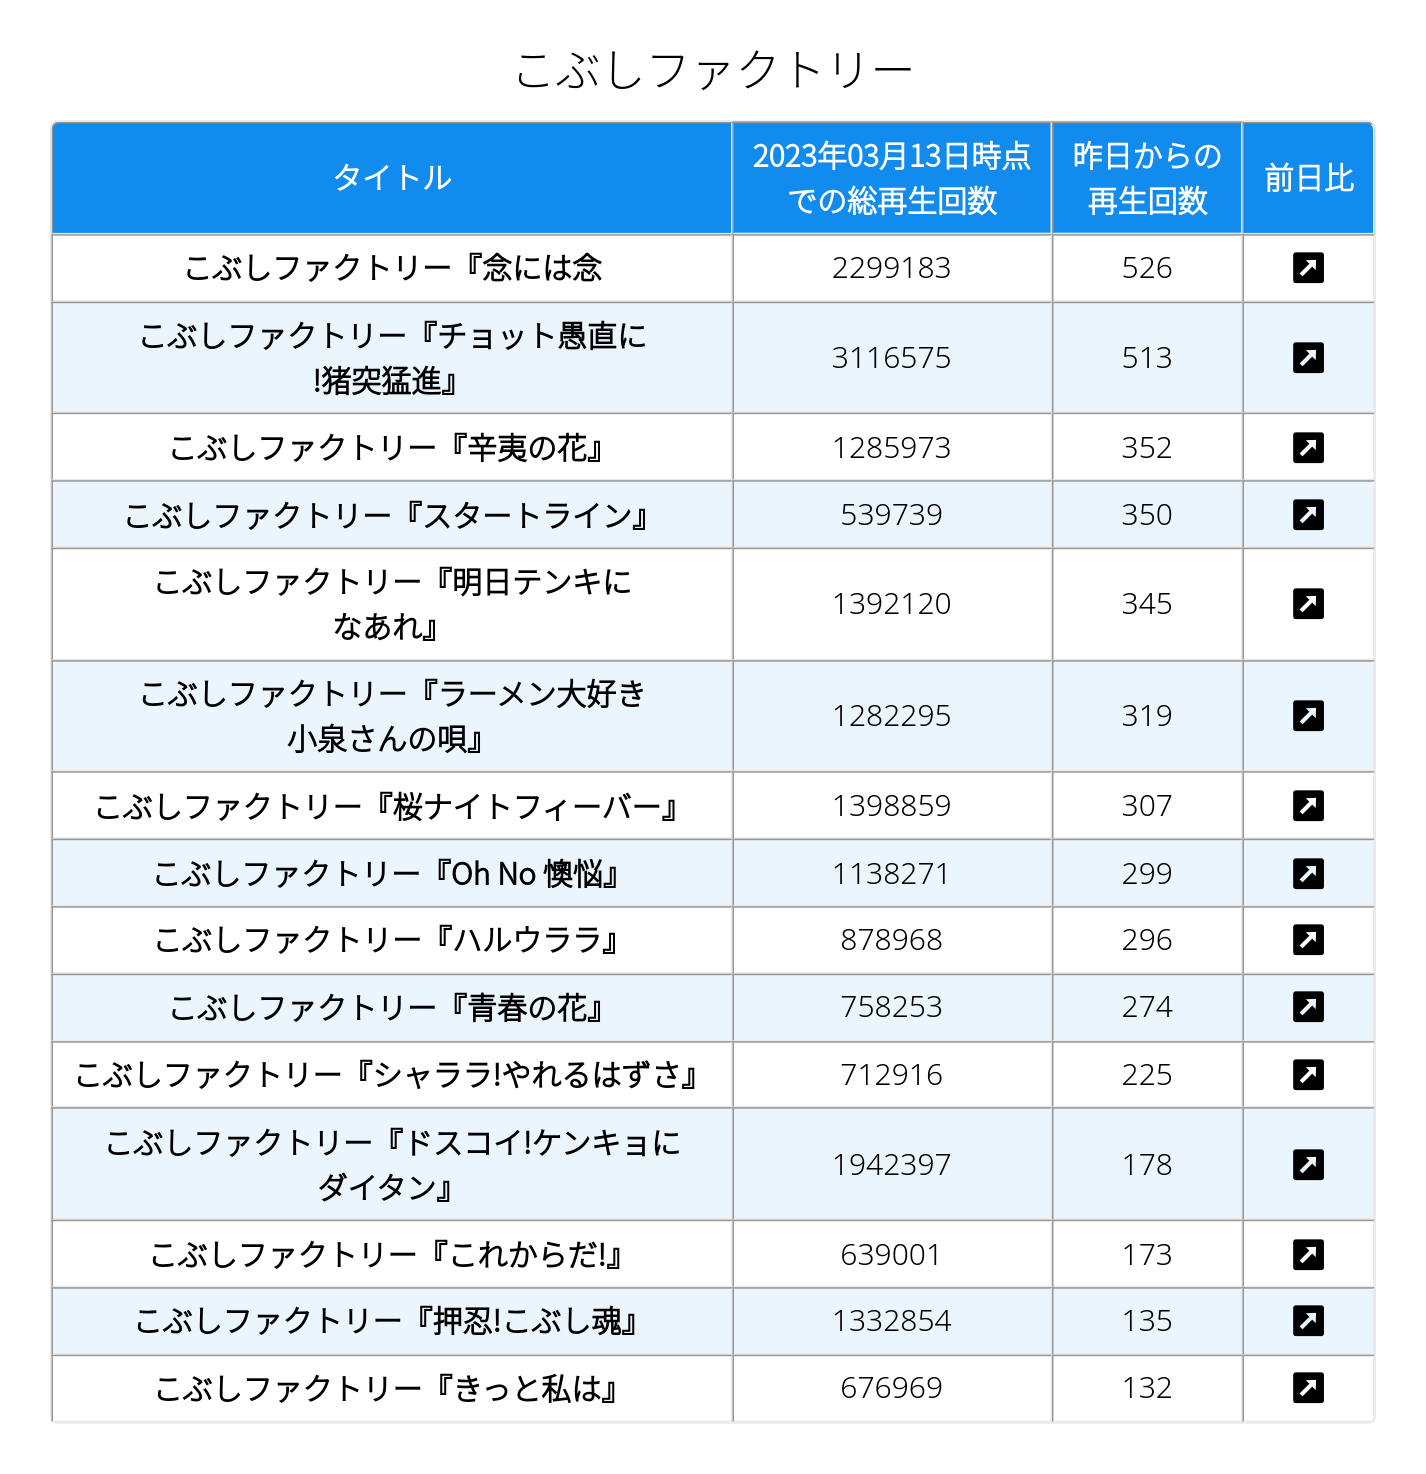 こぶしファクトリー
タイトル
2023年03月13日時点
での総再生回数
昨日からの
再生回数
前日比
こぶしファクトリー『念には念
2299183
526
こぶしファクトリー『チョット愚直に
!猪突猛進』
3116575
513
こぶしファクトリー『辛夷の花』
1285973
352
こぶしファクトリー『スタートライン』
539739
350
こぶしファクトリー『明日テンキに
なあれ』
1392120
345
こぶしファクトリー『ラーメン大好き
小泉さんの唄』
1282295
319
こぶしファクトリー『桜ナイトフィーバー』
1398859
307
こぶしファクトリー『Oh No 懊悩』
1138271
299
こぶしファクトリー『ハルウララ』
878968
296
こぶしファクトリー『青春の花』
758253
274
こぶしファクトリー『シャララ!やれるはずさ』
712916
225
こぶしファクトリー『ドスコイ!ケンキョに
ダイタン』
1942397
178
こぶしファクトリー『これからだ!』
639001
173
こぶしファクトリー『押忍!こぶし魂』
1332854
135
こぶしファクトリー『きっと私は』
676969
132